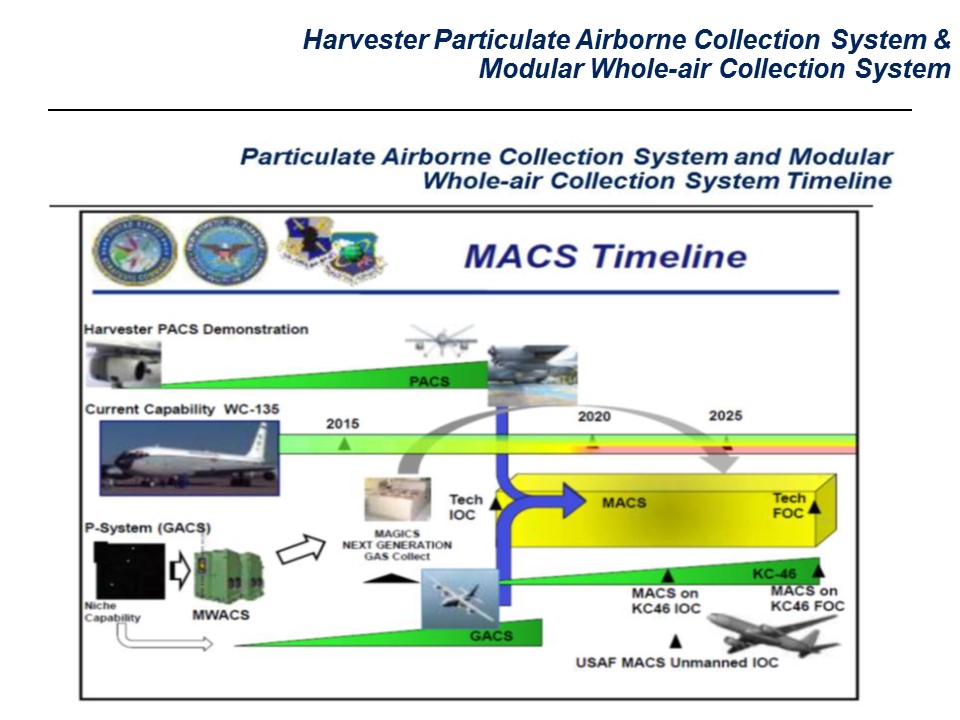 Harvester Particulate Airborne Collection System &
Modular Whole-air Collection System
Particulate Airborne Collection System and Modular
Whole-air Collection System Timeline
MACS Timeline
Harvester PACS Demonstration
PACS
Current Capability WC-135
2015
2020
2025
Tech
IOC
MACS
Tech
FOC
P-System (GACS)
MAGICS
NEXT GENERATION
GAS Collect
KC-46
Niche
Capability
MWACS
GACS
MACS on
KC46 IOC
MACS on
KC46 FOC
USAF MACS Unmanned IOC